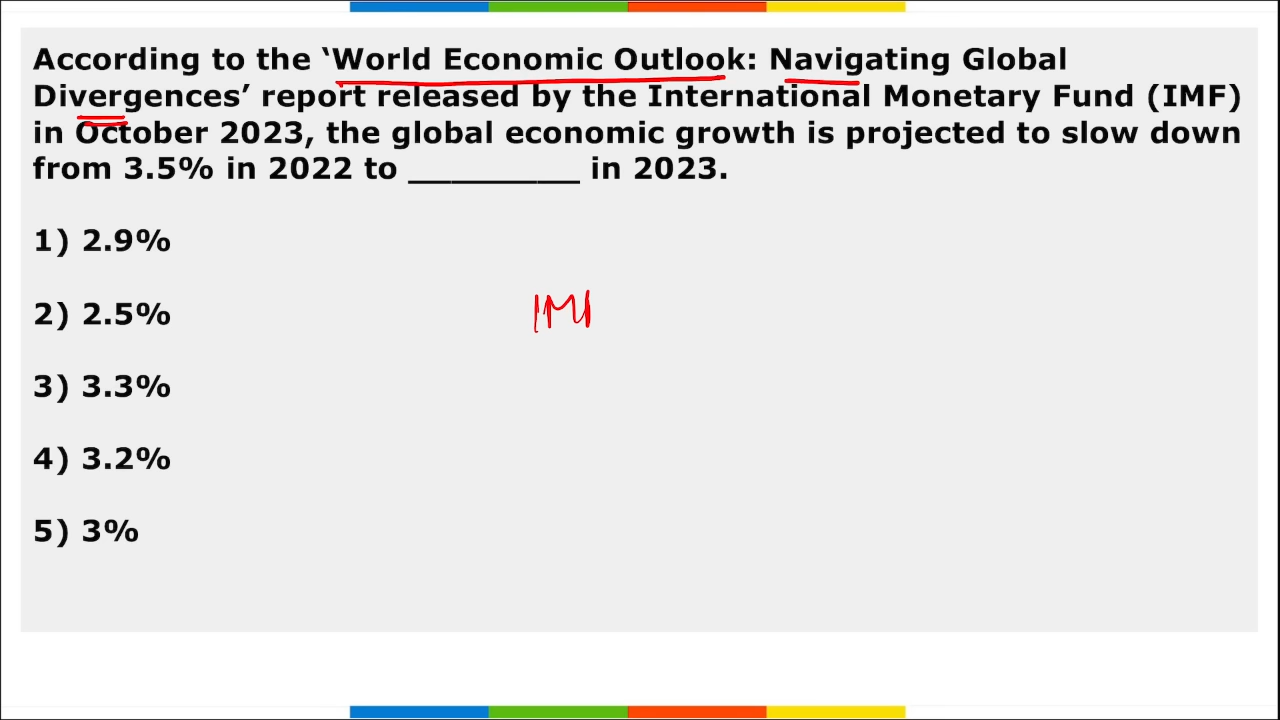 According to the ‘World Economic Outlook: Navigating Global
Divergences’ report released by the International Monetary Fund (IMF)
in October 2023, the global economic growth is projected to slow down
from 3.5% in 2022 to __________ in 2023.
1) 2.9%
2) 2.5%
IMI
3) 3.3%
4) 3.2%
5) 3%